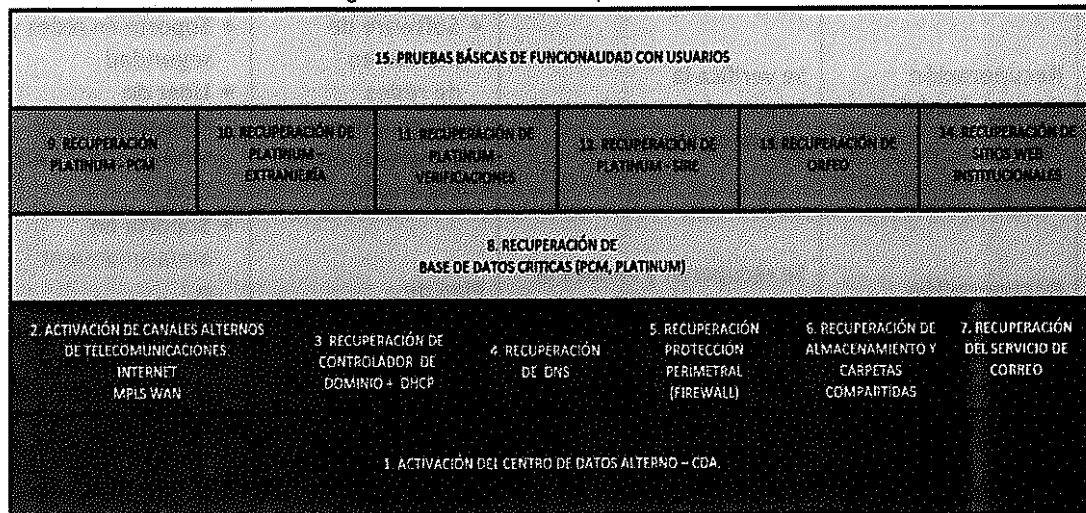 15. PRUEBAS BÁSICAS DE FUNCIONALIDAD CON USUARIOS
9. RECUPERACIÓN
PLATINUM - PCM
10. RECUPERACIÓN DE
PLATINUM –
EXTRANJERÍA
11. RECUPERACIÓN DE
PLATINUM -
VERIFICACIONES
12. RECUPERACIÓN DE
PLATINUM - SIRE
13. RECUPERACIÓN DE
ORFEO
14. RECUPERACIÓN DE
SITIOS WEB
INSTITUCIONALES
8. RECUPERACIÓN DE
BASE DE DATOS CRITICAS (PCM, PLATINUM)
2. ACTIVACIÓN DE CANALES ALTERNOS
DE TELECOMUNICACIONES
INTERNET
MPLS WAN
3. RECUPERACIÓN DE
CONTROLADOR DE
DOMINIO + DHCP
4. RECUPERACIÓN
DE DNS
5. RECUPERACIÓN
PROTECCIÓN
PERIMETRAL
(FIREWALL)
6. RECUPERACIÓN DE
ALMACENAMIENTO Y
CARPETAS
COMPARTIDAS
7. RECUPERACIÓN
DEL SERVICIO DE
CORREO
1. ACTIVACIÓN DEL CENTRO DE DATOS ALTERNO – CDA.